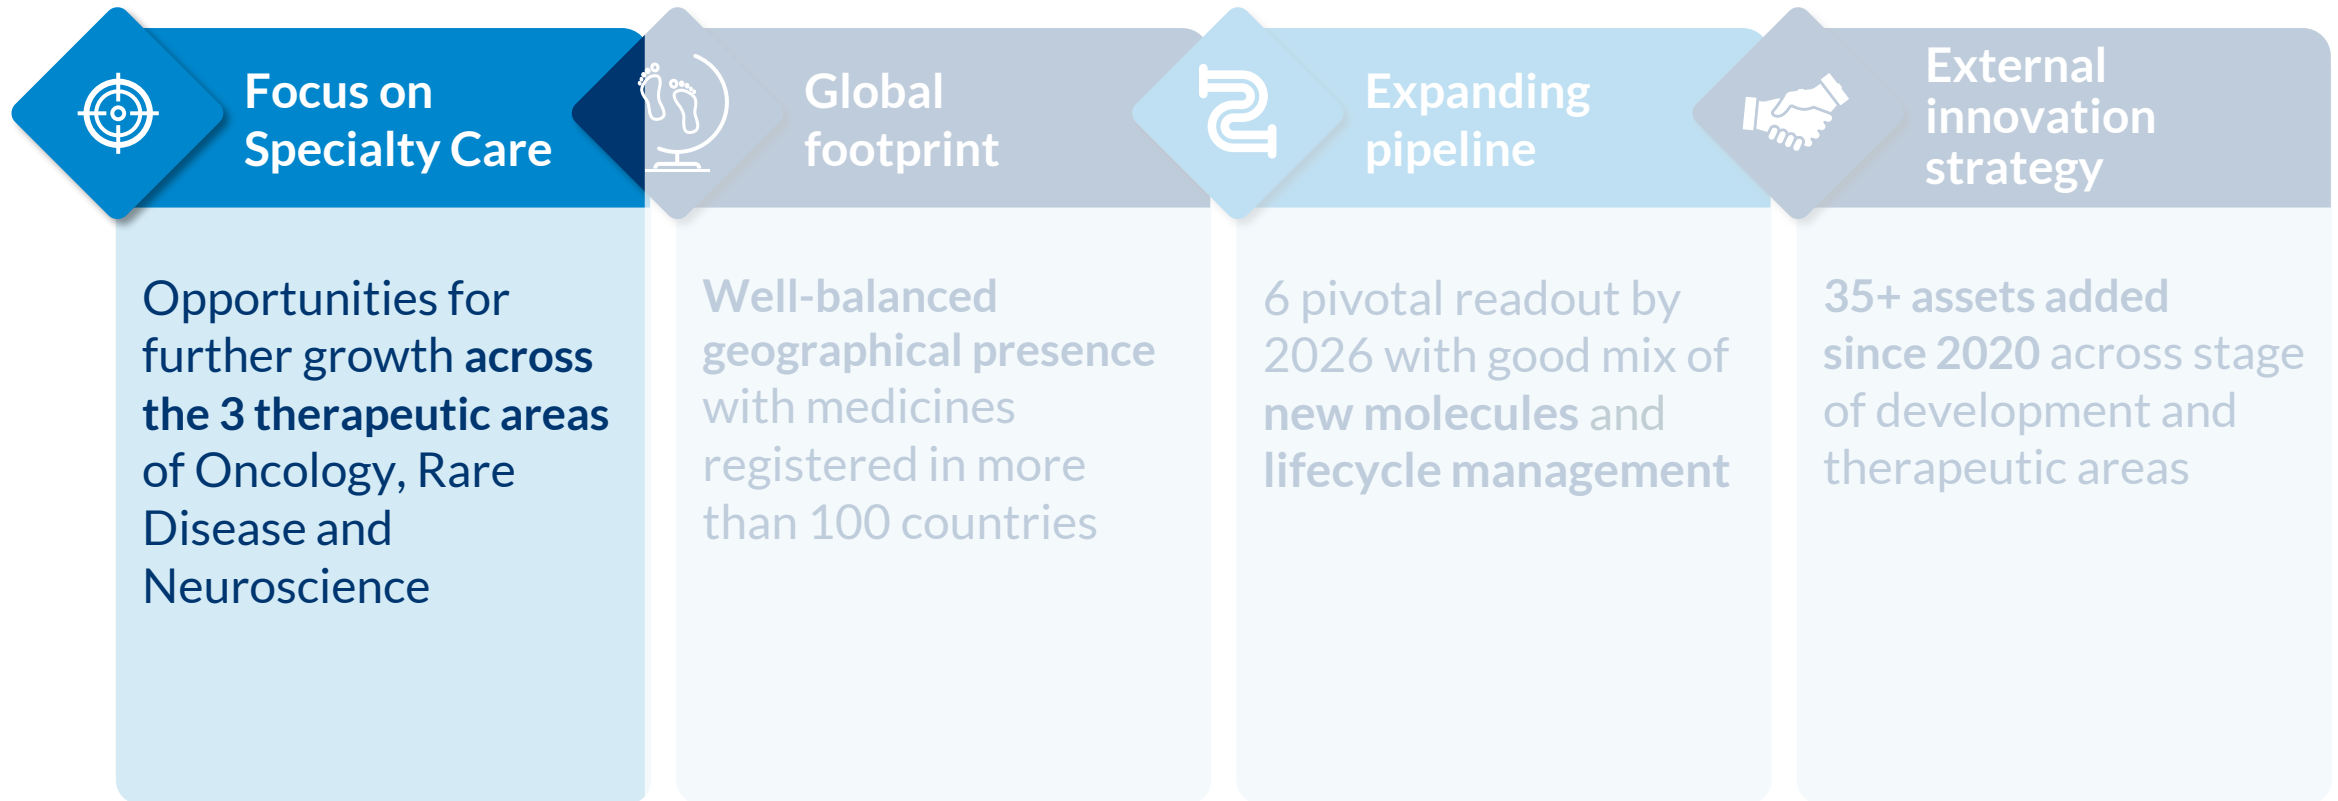 Focus on
Specialty Care
Opportunities for
further growth across
the 3 therapeutic areas
of Oncology, Rare
Disease and
Neuroscience
Global
footprint
Well-balanced
geographical presence
with medicines
registered in more
than 100 countries
Expanding
pipeline
6 pivotal readout by
2026 with good mix of
new molecules and
lifecycle management
External
innovation
strategy
35+ assets added
since 2020 across stage
of development and
therapeutic areas